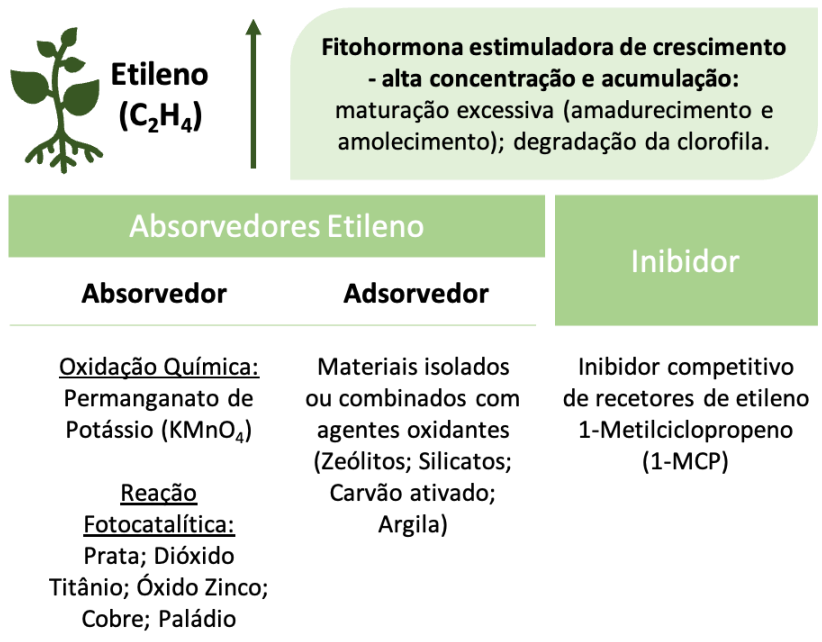 Etileno
(C₂H₄)
Fitohormona estimuladora de crescimento
- alta concentração e acumulação:
maturação excessiva (amadurecimento e
amolecimento); degradação da clorofila.
Absorvedores Etileno
Inibidor
Absorvedor
Adsorvedor
Oxidação Química:
Permanganato de
Potássio (KMnO₄)
Reação
Fotocatalítica:
Prata; Dióxido
Titânio; Óxido Zinco;
Cobre; Paládio
Materiais isolados
ou combinados com
agentes oxidantes
(Zeólitos; Silicatos;
Carvão ativado;
Argila)
Inibidor competitivo
de recetores de etileno
1-Metilciclopropeno
(1-MCP)